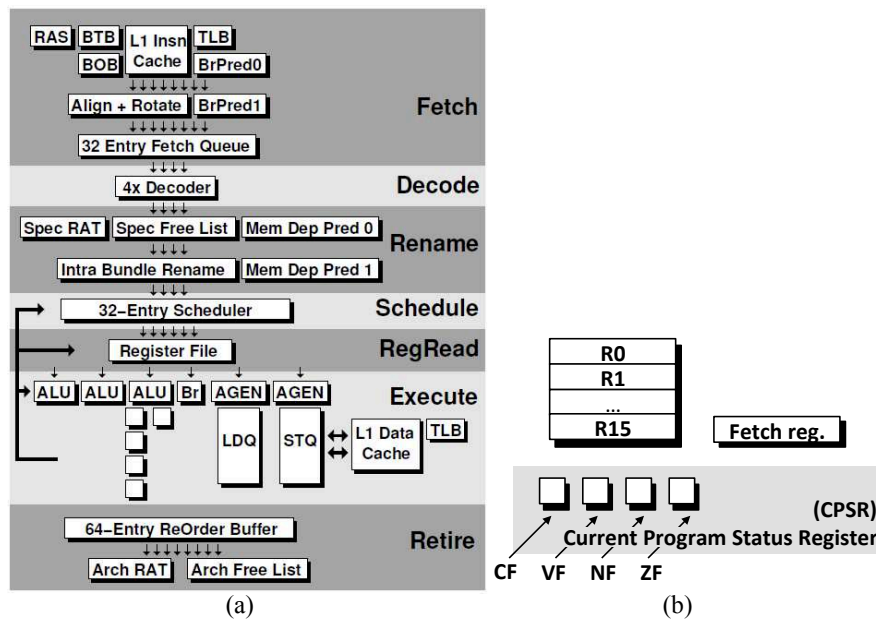 RAS BTB L1 Insn Cache TLB
BOB BrPred0
Align + Rotate BrPred1 Fetch
32 Entry Fetch Queue
4x Decoder Decode
Spec RAT Spec Free List Mem Dep Pred 0
Rename
Intra Bundle Rename Mem Dep Pred 1
32-Entry Scheduler Schedule
Register File RegRead
ALU ALU ALU Br AGEN AGEN Execute
LDQ STQ L1 Data Cache TLB
64-Entry ReOrder Buffer
Retire
Arch RAT Arch Free List
(a)
R0
R1
...
R15
Fetch reg.
(CPSR)
Current Program Status Register
CF VF NF ZF
(b)